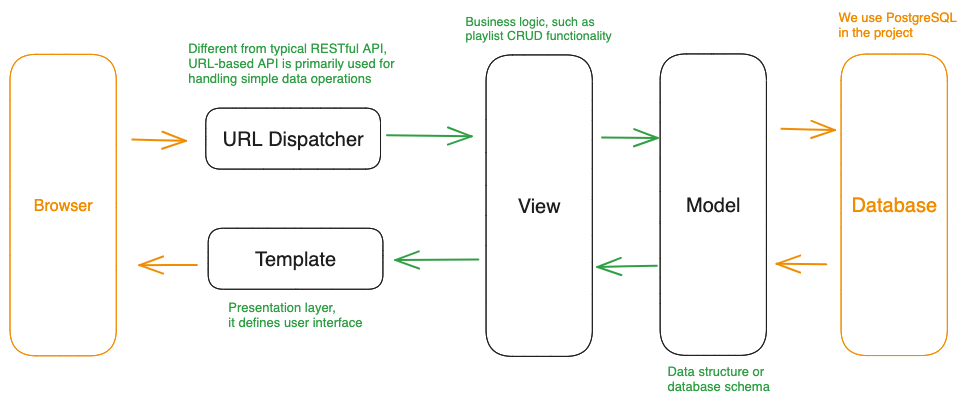 We use PostgreSQL
in the project
Business logic, such as
playlist CRUD functionality
Different from typical RESTful API,
URL-based API is primarily used for
handling simple data operations
URL Dispatcher
Browser
View
Model
Database
Template
Presentation layer,
it defines user interface
Data structure or
database schema